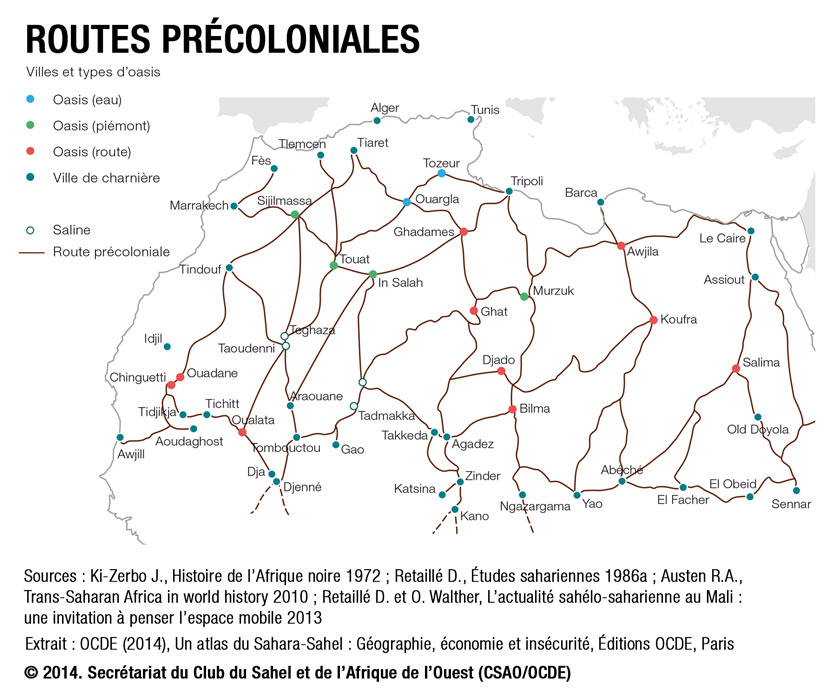 ROUTES PRÉCOLONIALES
Villes et types d'oasis
Oasis (eau)
Oasis (piémont)
Oasis (route)
Ville de charnière
Saline
Route précoloniale
Alger
Tunis
Tlemcen
Tiaret
Fès
Tozeur
Tripoli
Marrakech
Sijilmassa
Ouargla
Barca
Ghadames
Le Caire
Awjila
Touat
Tindouf
In Salah
Assiout
Murzuk
Ghat
Koufra
Teghaza
Idjil
Taoudenni
Djado
Salima
Chinguetti
Ouadane
Araouane
Tichitt
Tidjikja
Oualata
Tadmakka
Bilma
Old Doyola
Aoudaghost
Takkeda
Agadez
Awjill
Tombouctou
Gao
Dja
Djenné
Zinder
Abéché
Katsina
El Obeid
Ngazargama
Yao
El Facher
Sennar
Kano
Sources : Ki-Zerbo J., Histoire de l'Afrique noire 1972 ; Retaillé D., Études sahariennes 1986a ; Austen R.A.,
Trans-Saharan Africa in world history 2010 ; Retaillé D. et O. Walther, L'actualité sahélo-saharienne au Mali :
une invitation à penser l'espace mobile 2013
Extrait : OCDE (2014), Un atlas du Sahara-Sahel : Géographie, économie et insécurité, Éditions OCDE, Paris
© 2014. Secrétariat du Club du Sahel et de l'Afrique de l'Ouest (CSAO/OCDE)